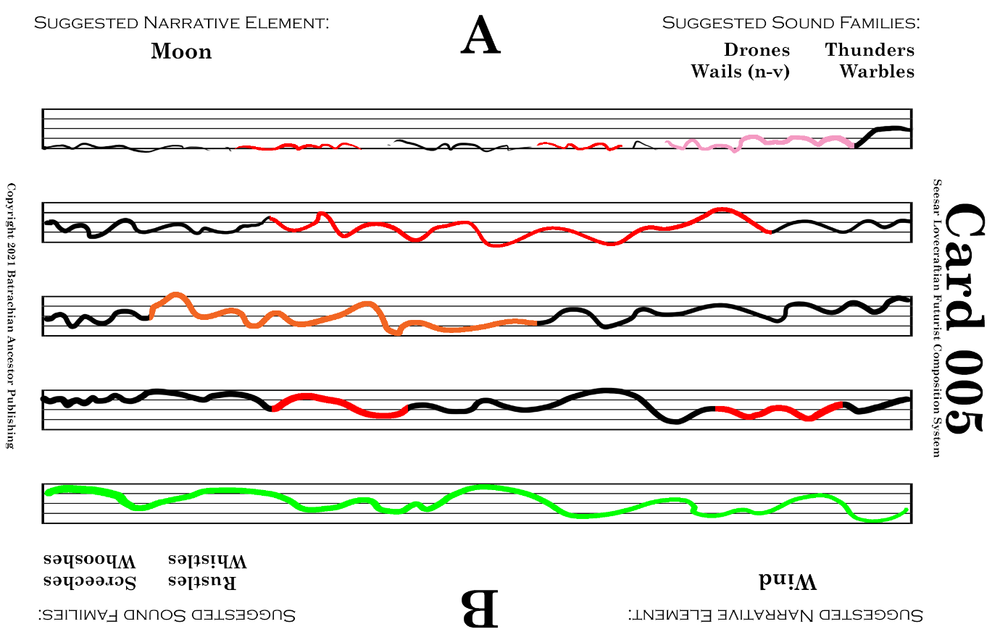 SUGGESTED NARRATIVE ELEMENT:
Moon
A
SUGGESTED SOUND FAMILIES:
Drones Thunders
Wails (n-v) Warbles
Copyright 2021 Batrachian Ancestor Publishing
Card 005
Seesar Lovecraftian Futurist Composition System
B
SUGGESTED NARRATIVE ELEMENT:
Wind
SUGGESTED SOUND FAMILIES:
Rustles Screeches
Whistles Whooshes